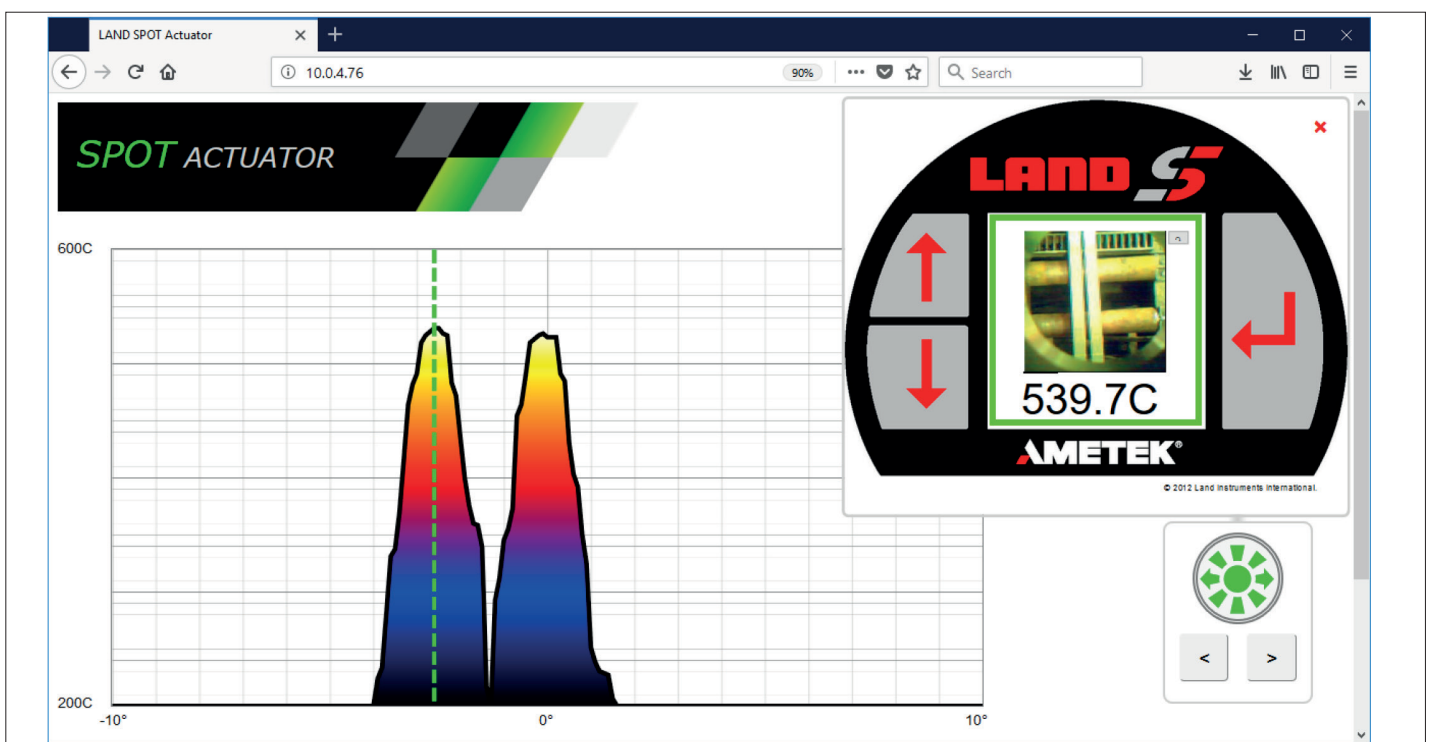 LAND SPOT Actuator
10.0.4.76
90%
Search
SPOT ACTUATOR
LAND
539.7C
AMETEK®
© 2012 Land Instruments International.
600C
200C
-10°
0°
10°
<
>